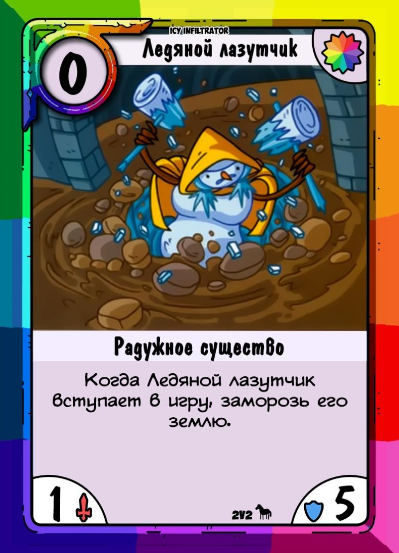 ICY INFILTRATOR
Ледяной лазутчик
0
Радужное существо
Когда Ледяной лазутчик
вступает в игру, заморозь его
землю.
1
2V2
5